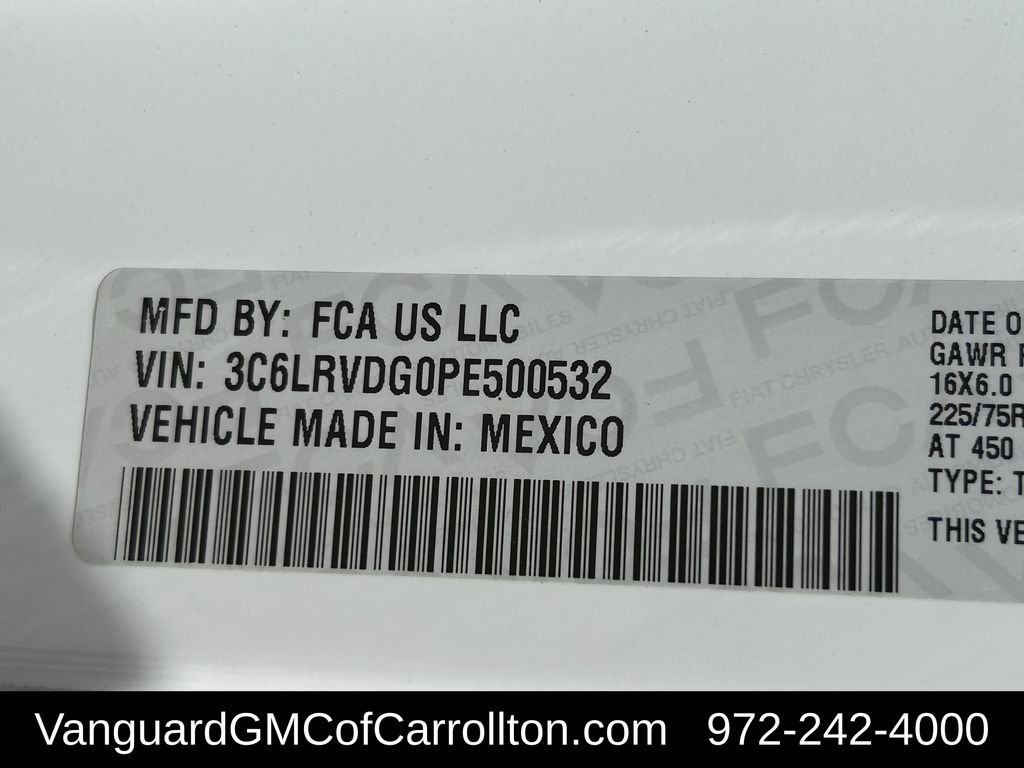 MFD BY: FCA US LLC
VIN: 3C6LRVDG0PE500532
VEHICLE MADE IN: MEXICO
DATE O
GAWR
16X6.0
225/75R
AT 450
TYPE: T
THIS VE
VanguardGMCofCarrollton.com 972-242-4000